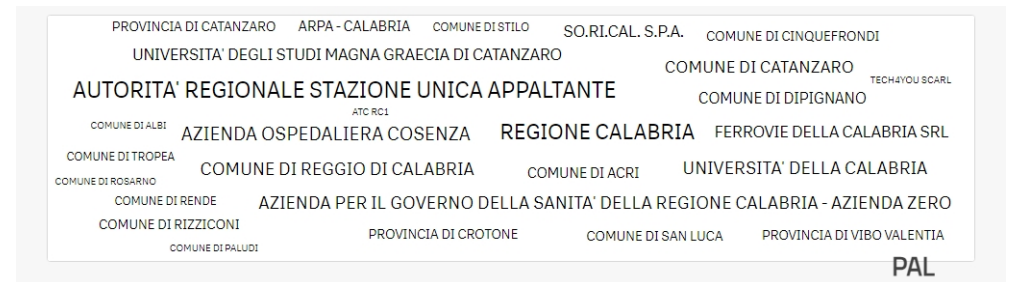 PROVINCIA DI CATANZARO ARPA - CALABRIA COMUNE DI STILO SO.RI.CAL. S.P.A. COMUNE DI CINQUEFRONDI
UNIVERSITA' DEGLI STUDI MAGNA GRAECIA DI CATANZARO COMUNE DI CATANZARO
TECH4YOU SCARL
AUTORITA' REGIONALE STAZIONE UNICA APPALTANTE COMUNE DI DIPIGNANO
ATC RC1
COMUNE DI ALBI AZIENDA OSPEDALIERA COSENZA REGIONE CALABRIA FERROVIE DELLA CALABRIA SRL
COMUNE DI TROPEA
COMUNE DI REGGIO DI CALABRIA COMUNE DI ACRI UNIVERSITA' DELLA CALABRIA
COMUNE DI ROSARNO
COMUNE DI RENDE AZIENDA PER IL GOVERNO DELLA SANITA' DELLA REGIONE CALABRIA - AZIENDA ZERO
COMUNE DI RIZZICONI
PROVINCIA DI CROTONE COMUNE DI SAN LUCA PROVINCIA DI VIBO VALENTIA
COMUNE DI PALUDI
PAL